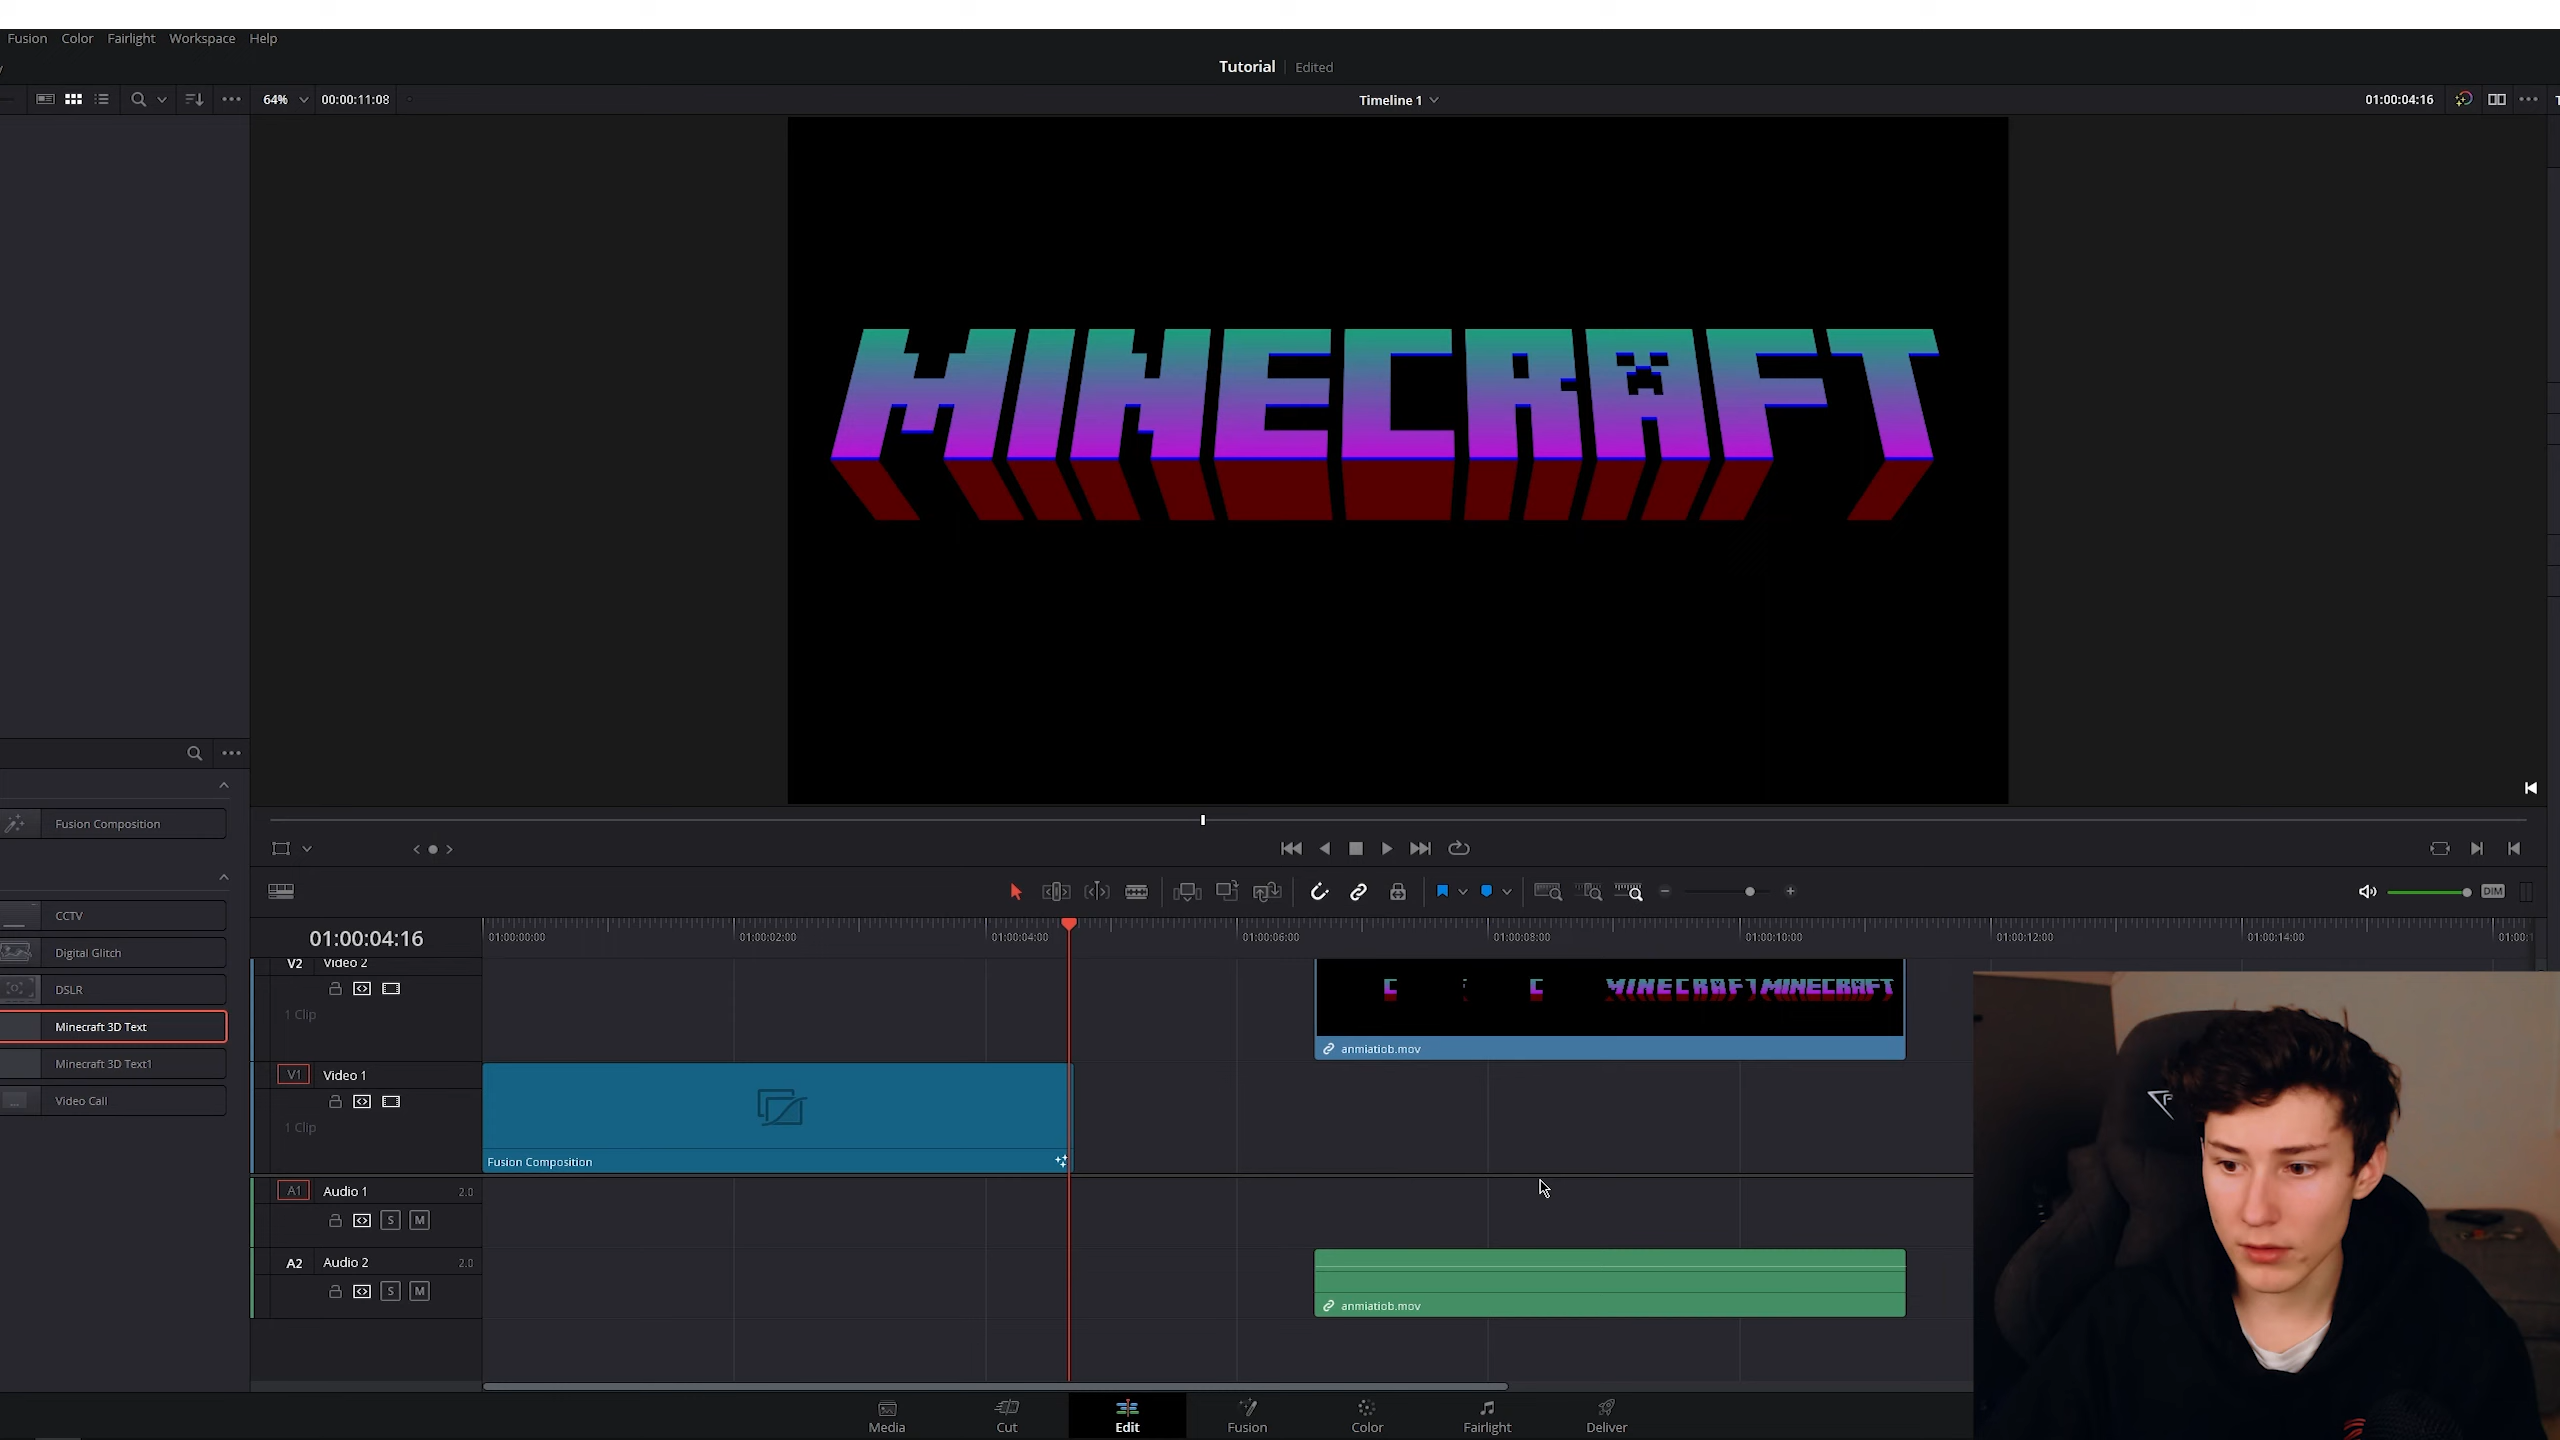 Fusion Color Fairlight Workspace Help
Tutorial Edited
64% 00:00:11:08 Timeline 1 01:00:04:16
MINECRAFT
Fusion Composition
CCTV
Digital Glitch
DSLR
Minecraft 3D Text
Minecraft 3D Text1
Video Call
DIM
01:00:04:16
01:00:00:00 01:00:02:00 01:00:04:00 01:00:06:00 01:00:08:00 01:00:10:00 01:00:12:00 01:00:14:00
V2 Video 2
1 Clip
C C MINECRAFT MINECRAFT
anmiatiob.mov
V1 Video 1
1 Clip
Fusion Composition
A1 Audio 1 2.0
S M
A2 Audio 2 2.0
S M
anmiatiob.mov
Media Cut Edit Fusion Color Fairlight Deliver